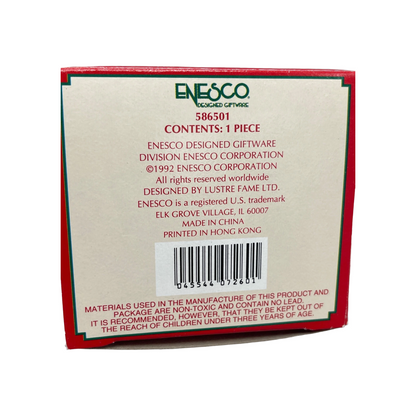 ENESCO®
DESIGNED GIFTWARE
586501
CONTENTS: 1 PIECE
ENESCO DESIGNED GIFTWARE
DIVISION ENESCO CORPORATION
©1992 ENESCO CORPORATION
All rights reserved worldwide
DESIGNED BY LUSTRE FAME LTD.
ENESCO is a registered U.S. trademark
ELK GROVE VILLAGE, IL 60007
MADE IN CHINA
PRINTED IN HONG KONG
045544 072601
MATERIALS USED IN THE MANUFACTURE OF THIS PRODUCT AND
PACKAGE ARE NON-TOXIC AND CONTAIN NO LEAD.
IT IS RECOMMENDED, HOWEVER, THAT THEY BE KEPT OUT OF
THE REACH OF CHILDREN UNDER THREE YEARS OF AGE.